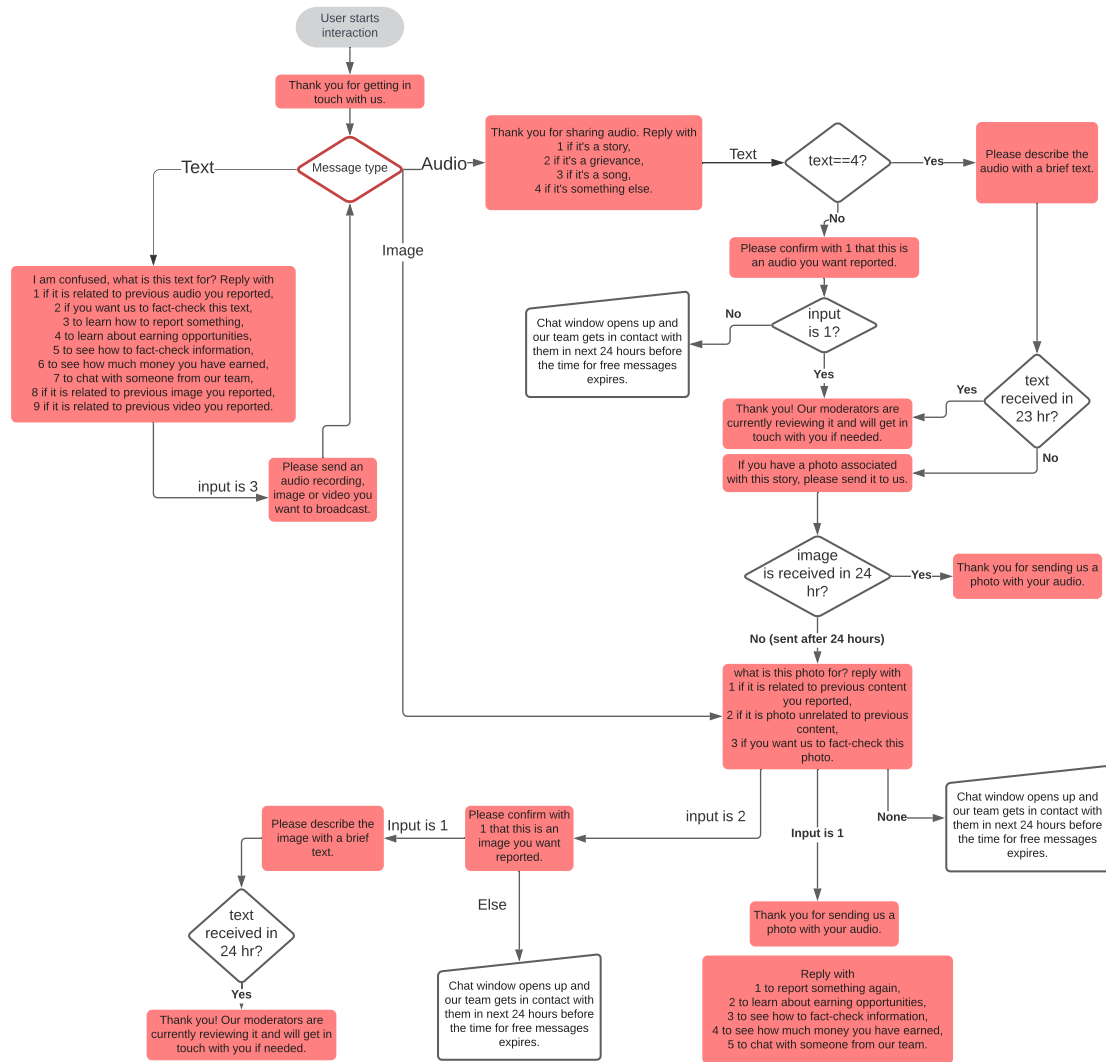 User starts
interaction
Thank you for getting in
touch with us.
Message type
Text
Audio
Image
Thank you for sharing audio. Reply with
1 if it's a story,
2 if it's a grievance,
3 if it's a song,
4 if it's something else.
Text
text==4?
Yes
Please describe the
audio with a brief text.
No
Please confirm with 1 that this is
an audio you want reported.
input
is 1?
No
Chat window opens up and
our team gets in contact with
them in next 24 hours before
the time for free messages
expires.
Yes
text
received in
23 hr?
Yes
No
Thank you! Our moderators are
currently reviewing it and will get in
touch with you if needed.
If you have a photo associated
with this story, please send it to us.
I am confused, what is this text for? Reply with
1 if it is related to previous audio you reported,
2 if you want us to fact-check this text,
3 to learn how to report something,
4 to learn about earning opportunities,
5 to see how to fact-check information,
6 to see how much money you have earned,
7 to chat with someone from our team,
8 if it is related to previous image you reported,
9 if it is related to previous video you reported.
input is 3
Please send an
audio recording,
image or video you
want to broadcast.
image
is received in 24
hr?
Yes
Thank you for sending us a
photo with your audio.
No (sent after 24 hours)
what is this photo for? reply with
1 if it is related to previous content
you reported,
2 if it is photo unrelated to previous
content,
3 if you want us to fact-check this
photo.
None
Chat window opens up and
our team gets in contact with
them in next 24 hours before
the time for free messages
expires.
Input is 1
input is 2
Please confirm with
1 that this is an
image you want
reported.
Input is 1
Please describe the
image with a brief
text.
Else
Chat window opens up and
our team gets in contact with
them in next 24 hours before
the time for free messages
expires.
text
received in
24 hr?
Yes
Thank you! Our moderators are
currently reviewing it and will get in
touch with you if needed.
Thank you for sending us a
photo with your audio.
Reply with
1 to report something again,
2 to learn about earning opportunities,
3 to see how to fact-check information,
4 to see how much money you have earned,
5 to chat with someone from our team.